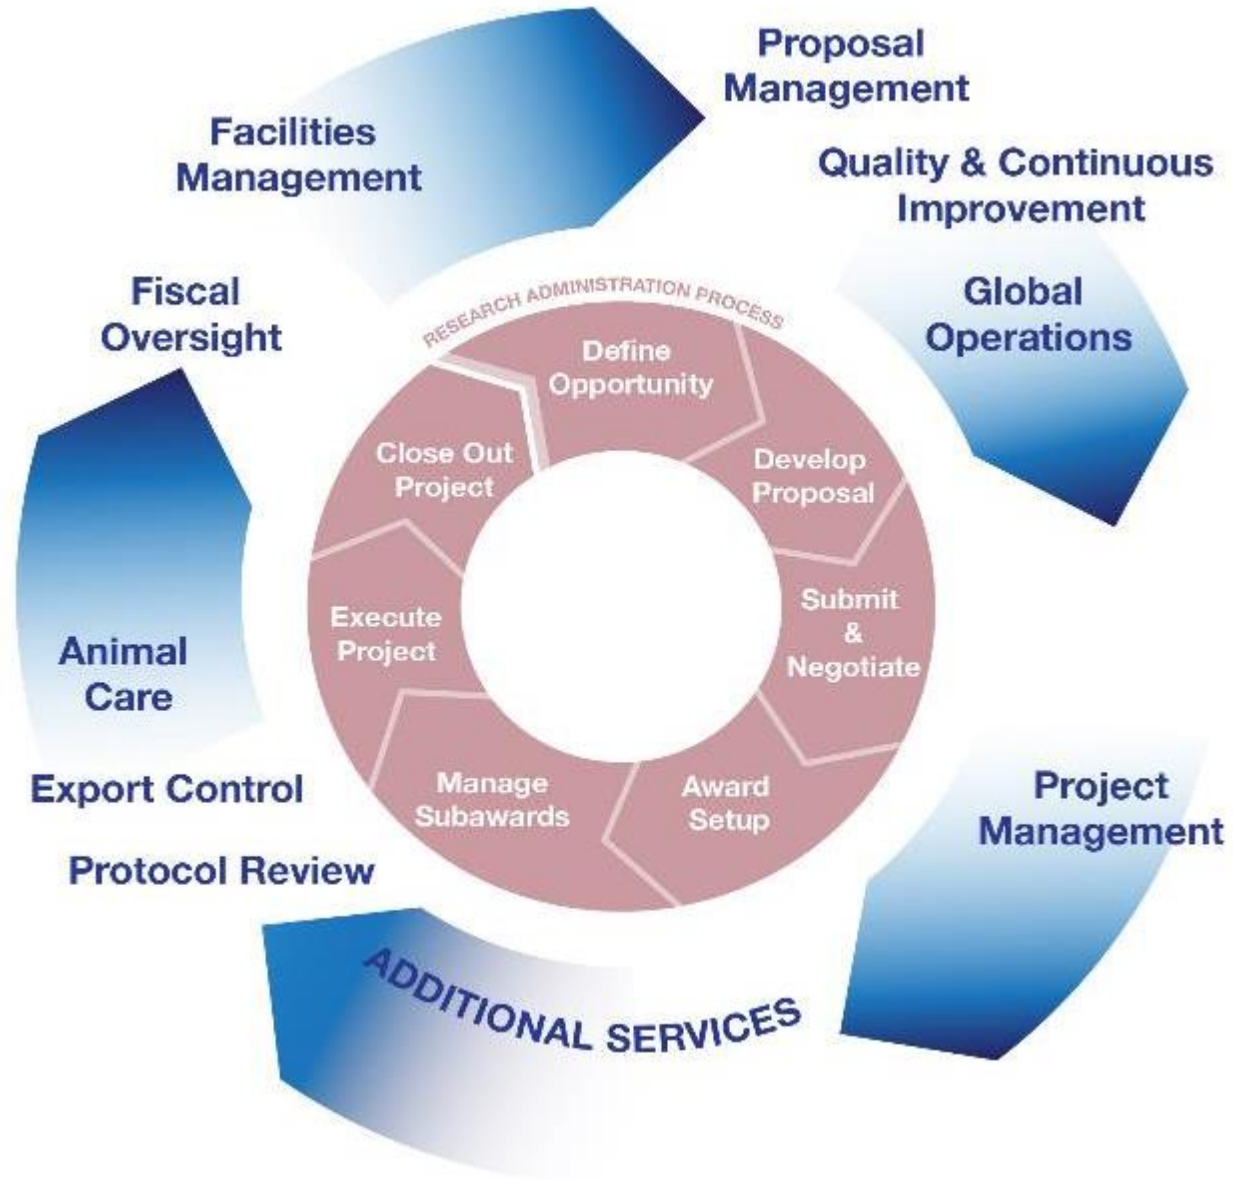 Proposal
Management
Facilities
Management
Quality & Continuous
Improvement
Fiscal
Oversight
Global
Operations
RESEARCH ADMINISTRATION PROCESS
Define
Opportunity
Close Out
Project
Develop
Proposal
Submit
&
Negotiate
Execute
Project
Animal
Care
Export Control
Manage
Subawards
Award
Setup
Project
Management
Protocol Review
ADDITIONAL SERVICES